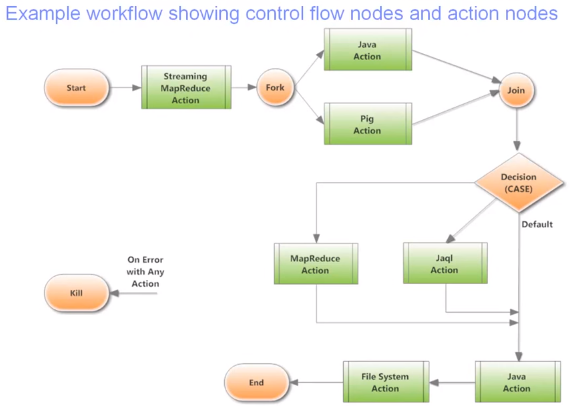 Example workflow showing control flow nodes and action nodes
Start
Streaming
MapReduce
Action
Fork
Java
Action
Pig
Action
Join
Decision
(CASE)
Default
MapReduce
Action
Jaql
Action
On Error
with Any
Action
Kill
End
File System
Action
Java
Action